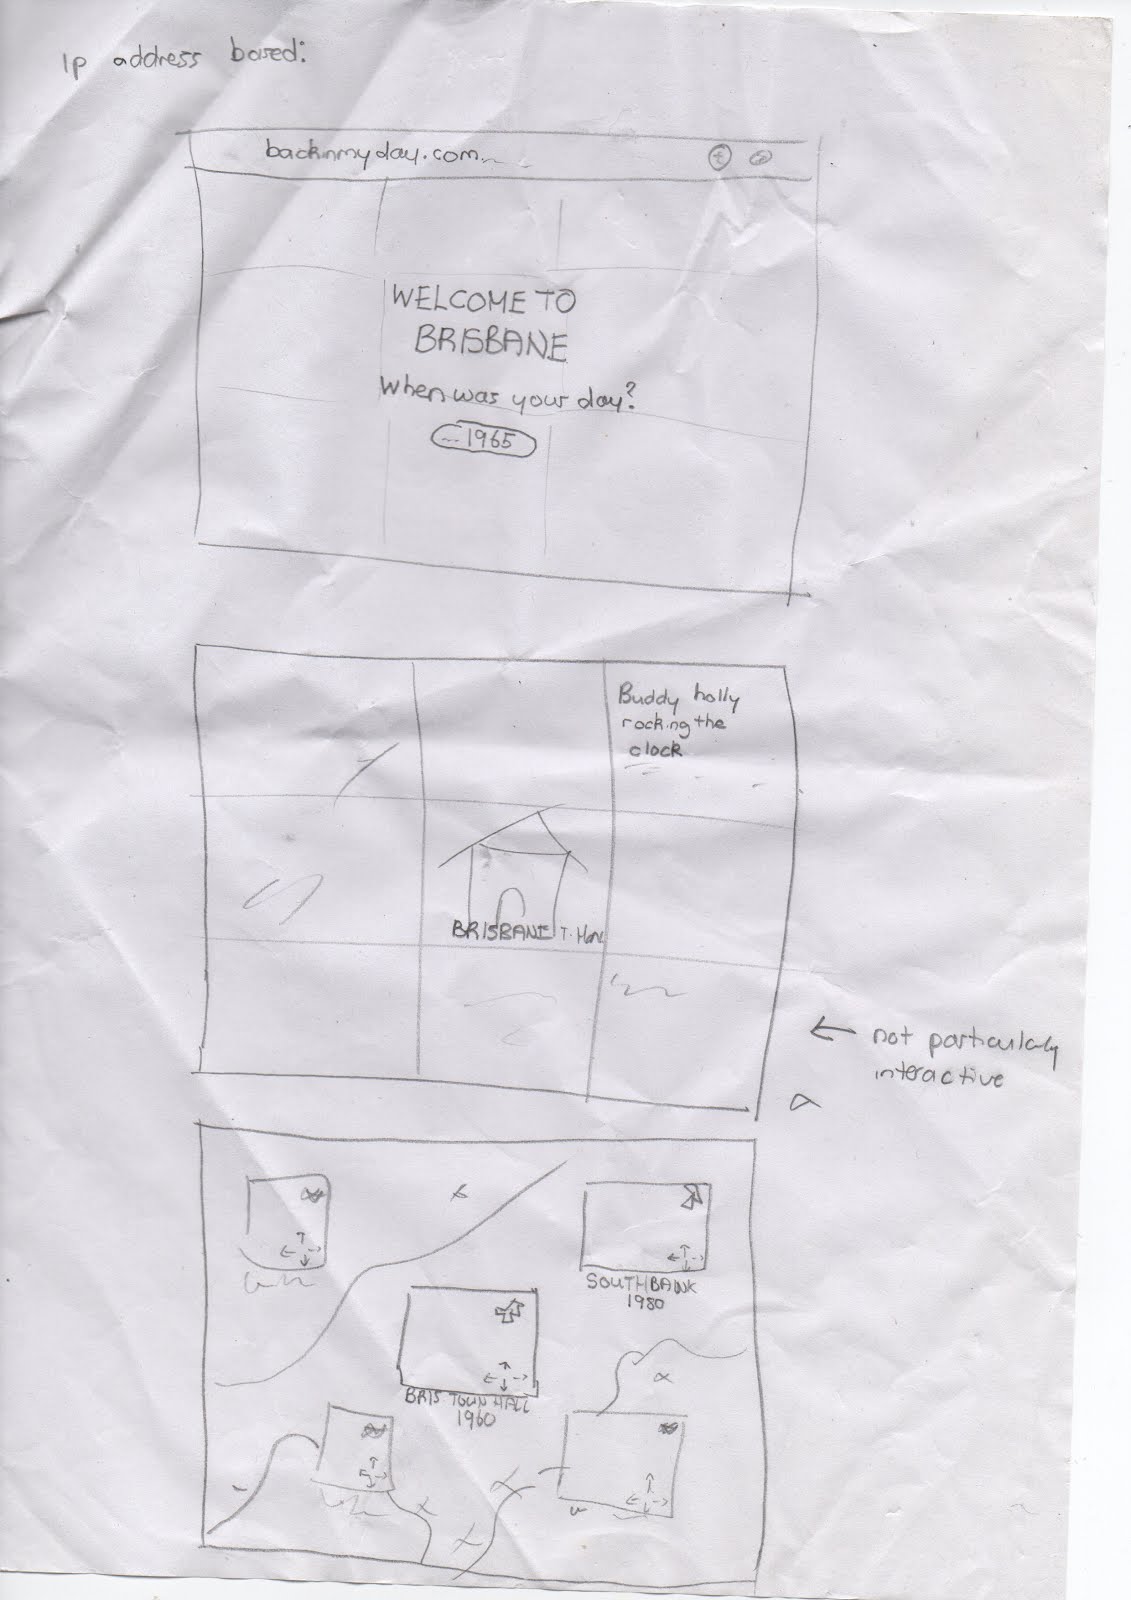 ip address based:
backinmyday.com
WELCOME TO
BRISBANE
When was your day?
1965
Buddy holly
rocking the
clock
BRISBANE T. HALL
← not particularly
interactive
SOUTHBANK
1980
BRIS TOWN HALL
1960